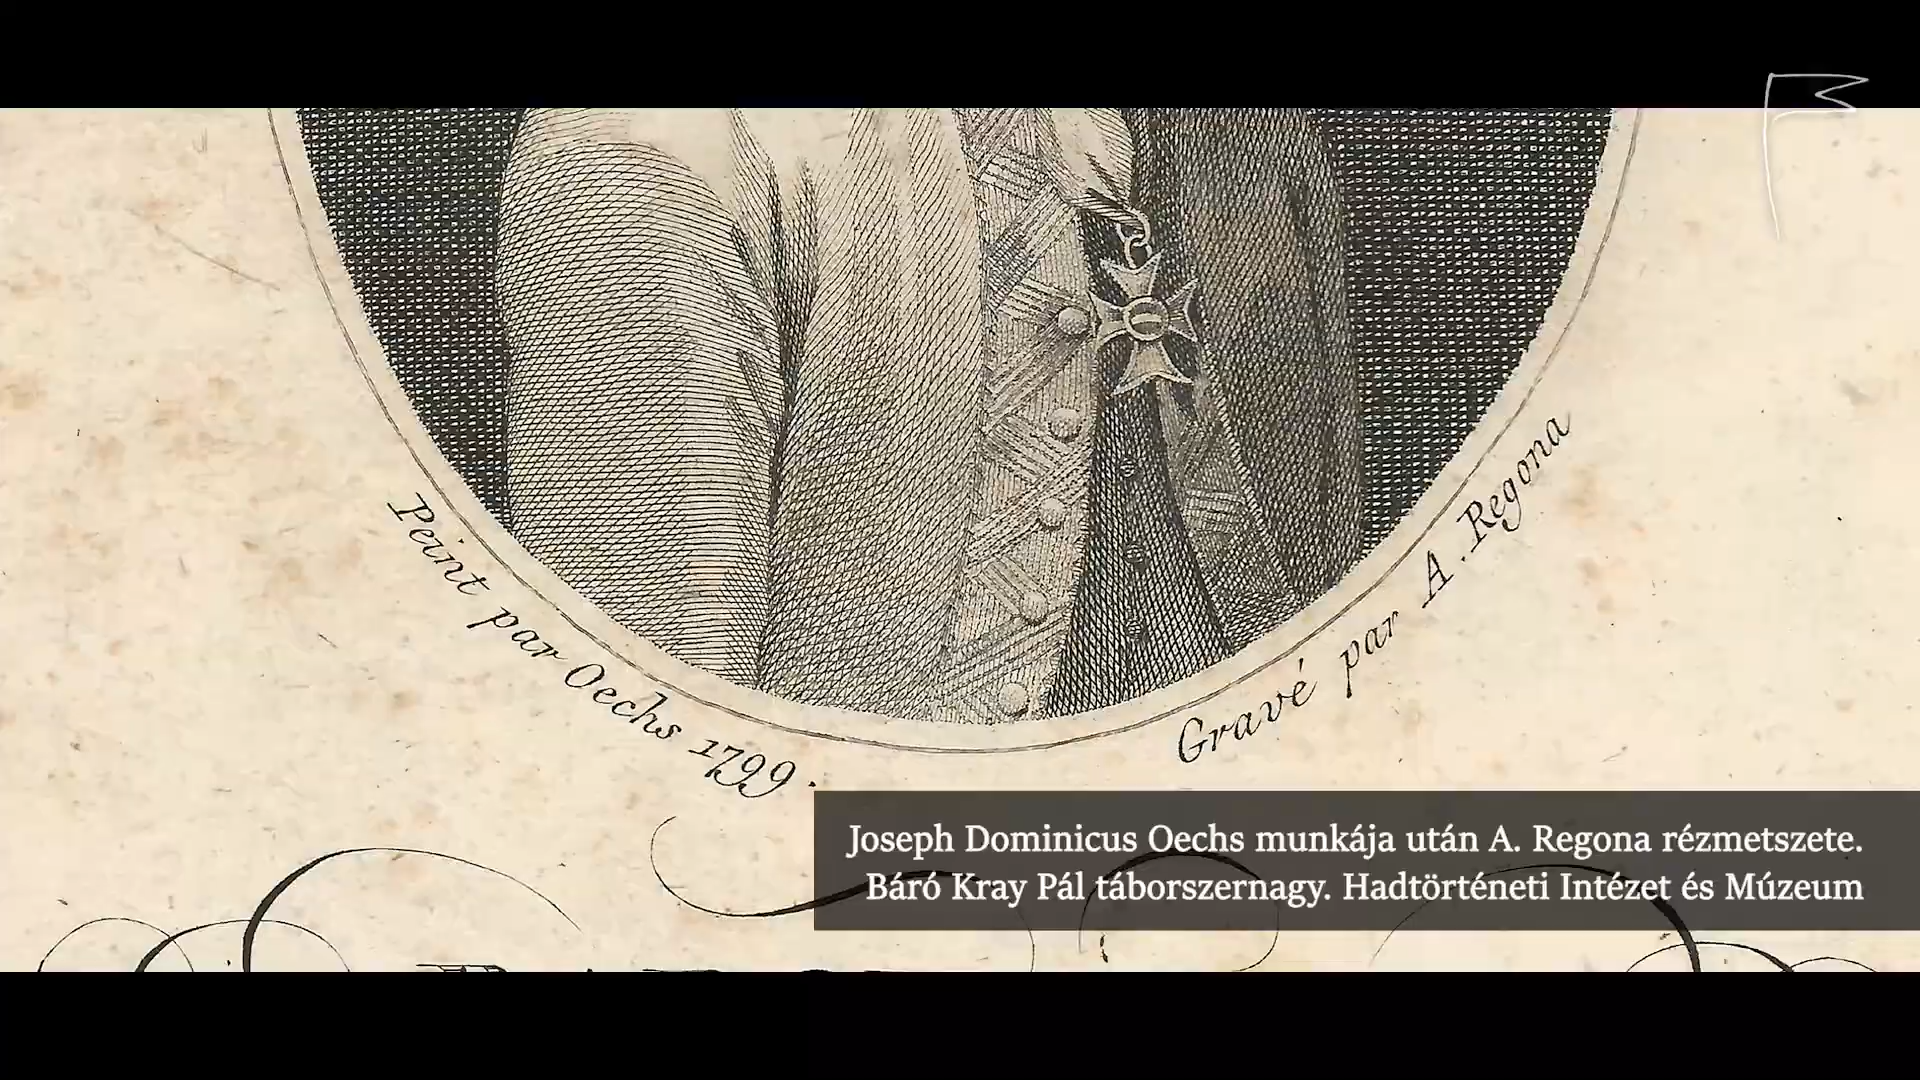 Peint par Oechs 1799.
Gravé par A. Regona
Joseph Dominicus Oechs munkája után A. Regona rézmetszete.
Báró Kray Pál táborszernagy. Hadtörténeti Intézet és Múzeum